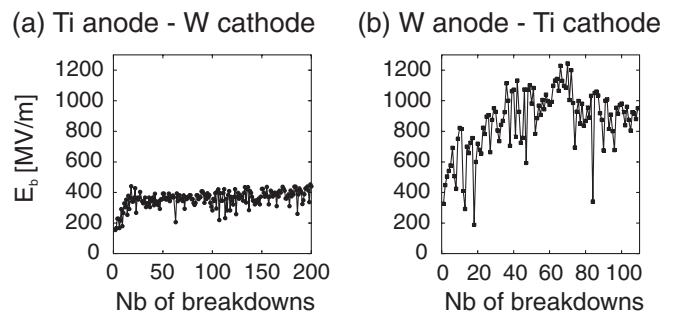 (a) Ti anode - W cathode
(b) W anode - Ti cathode
E_b [MV/m]
1200
1000
800
600
400
200
0
0 50 100 150 200
Nb of breakdowns
1200
1000
800
600
400
200
0
0 20 40 60 80 100
Nb of breakdowns